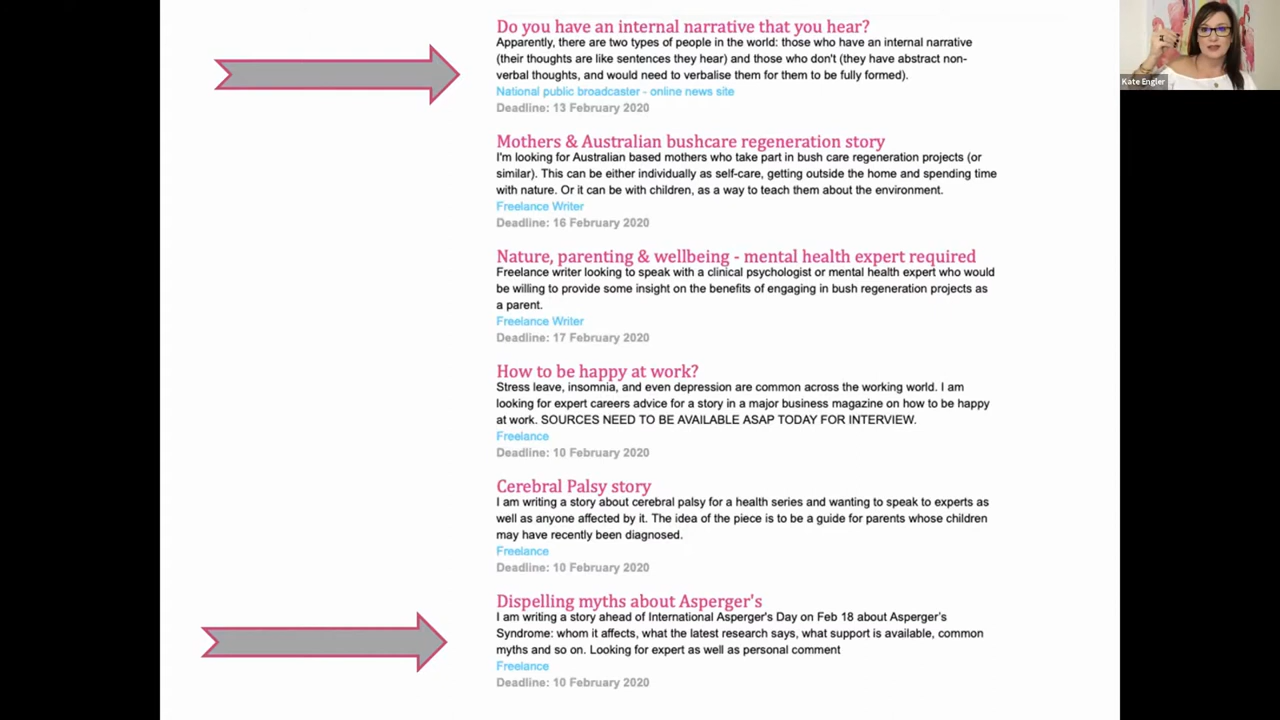 Do you have an internal narrative that you hear?
Apparently, there are two types of people in the world: those who have an internal narrative
(their thoughts are like sentences they hear) and those who don't (they have abstract non-
verbal thoughts, and would need to verbalise them for them to be fully formed).
National public broadcaster - online news site
Deadline: 13 February 2020
Mothers & Australian bushcare regeneration story
I'm looking for Australian based mothers who take part in bush care regeneration projects (or
similar). This can be either individually as self-care, getting outside the home and spending time
with nature. Or it can be with children, as a way to teach them about the environment.
Freelance Writer
Deadline: 16 February 2020
Nature, parenting & wellbeing - mental health expert required
Freelance writer looking to speak with a clinical psychologist or mental health expert who would
be willing to provide some insight on the benefits of engaging in bush regeneration projects as
a parent.
Freelance Writer
Deadline: 17 February 2020
How to be happy at work?
Stress leave, insomnia, and even depression are common across the working world. I am
looking for expert careers advice for a story in a major business magazine on how to be happy
at work. SOURCES NEED TO BE AVAILABLE ASAP TODAY FOR INTERVIEW.
Freelance
Deadline: 10 February 2020
Cerebral Palsy story
I am writing a story about cerebral palsy for a health series and wanting to speak to experts as
well as anyone affected by it. The idea of the piece is to be a guide for parents whose children
may have recently been diagnosed.
Freelance
Deadline: 10 February 2020
Dispelling myths about Asperger's
I am writing a story ahead of International Asperger's Day on Feb 18 about Asperger's
Syndrome: whom it affects, what the latest research says, what support is available, common
myths and so on. Looking for expert as well as personal comment
Freelance
Deadline: 10 February 2020
Kate Engler